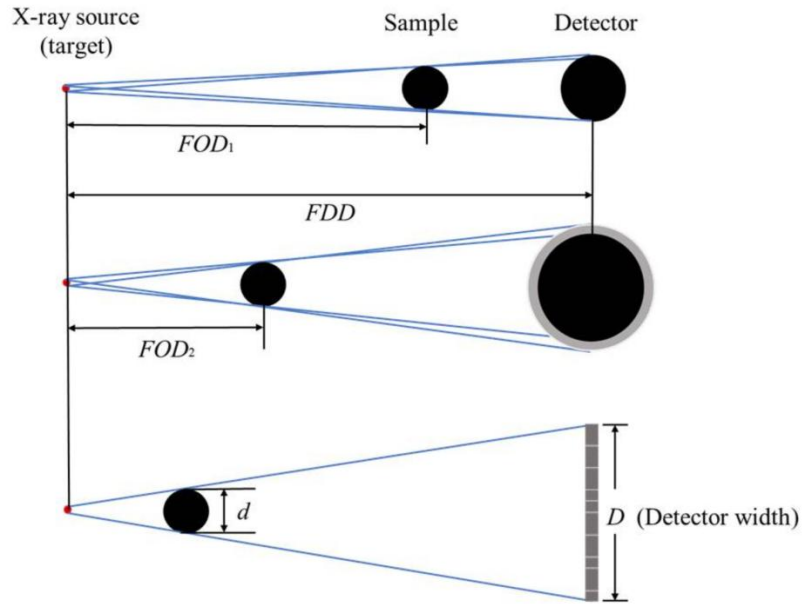 X-ray source
(target)
Sample
Detector
FOD₁
FDD
FOD₂
d
D (Detector width)